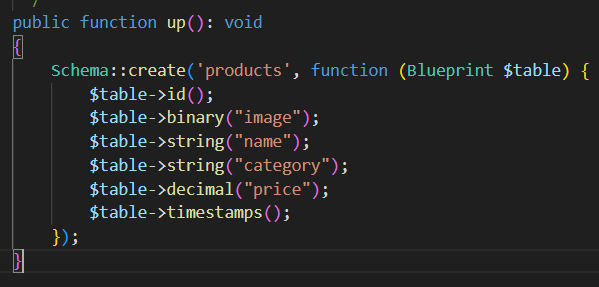 /
public function up(): void
{
    Schema::create('products', function (Blueprint $table) {
        $table->id();
        $table->binary("image");
        $table->string("name");
        $table->string("category");
        $table->decimal("price");
        $table->timestamps();
    });
}